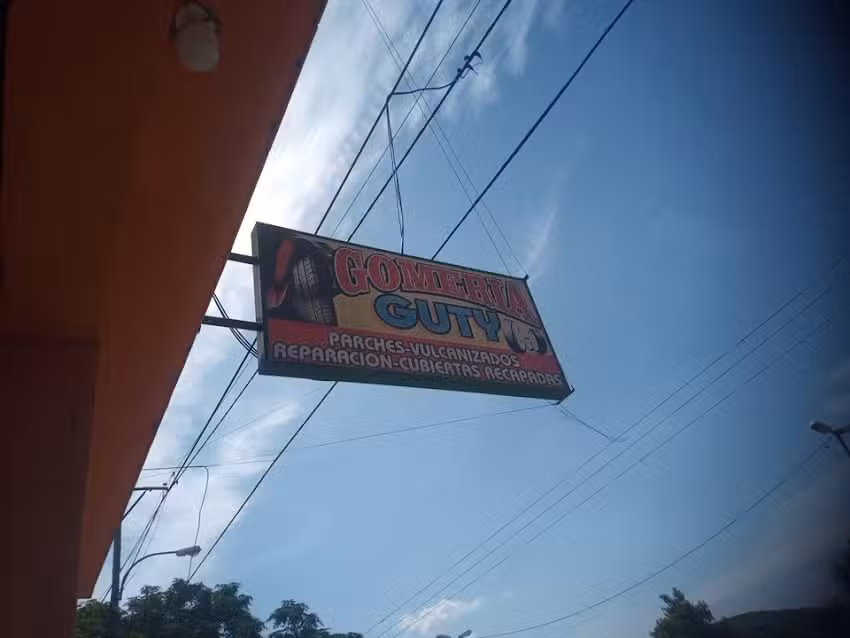 GOMERIA
GUTY
PARCHES-VULCANIZADOS
REPARACION-CUBIERTAS RECAPADAS